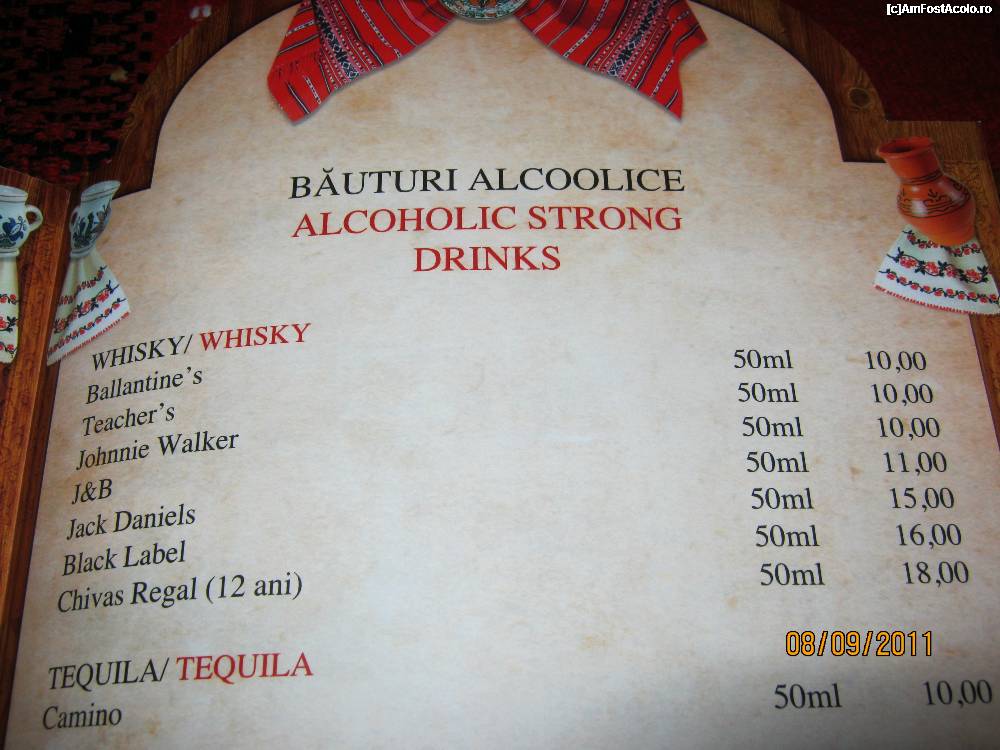 [c]AmFostAcolo.ro
BĂUTURI ALCOOLICE
ALCOHOLIC STRONG
DRINKS
WHISKY/ WHISKY
Ballantine's 50ml 10,00
Teacher's 50ml 10,00
Johnnie Walker 50ml 10,00
J&B 50ml 11,00
Jack Daniels 50ml 15,00
Black Label 50ml 16,00
Chivas Regal (12 ani) 50ml 18,00
08/09/2011
TEQUILA/ TEQUILA
Camino 50ml 10,00